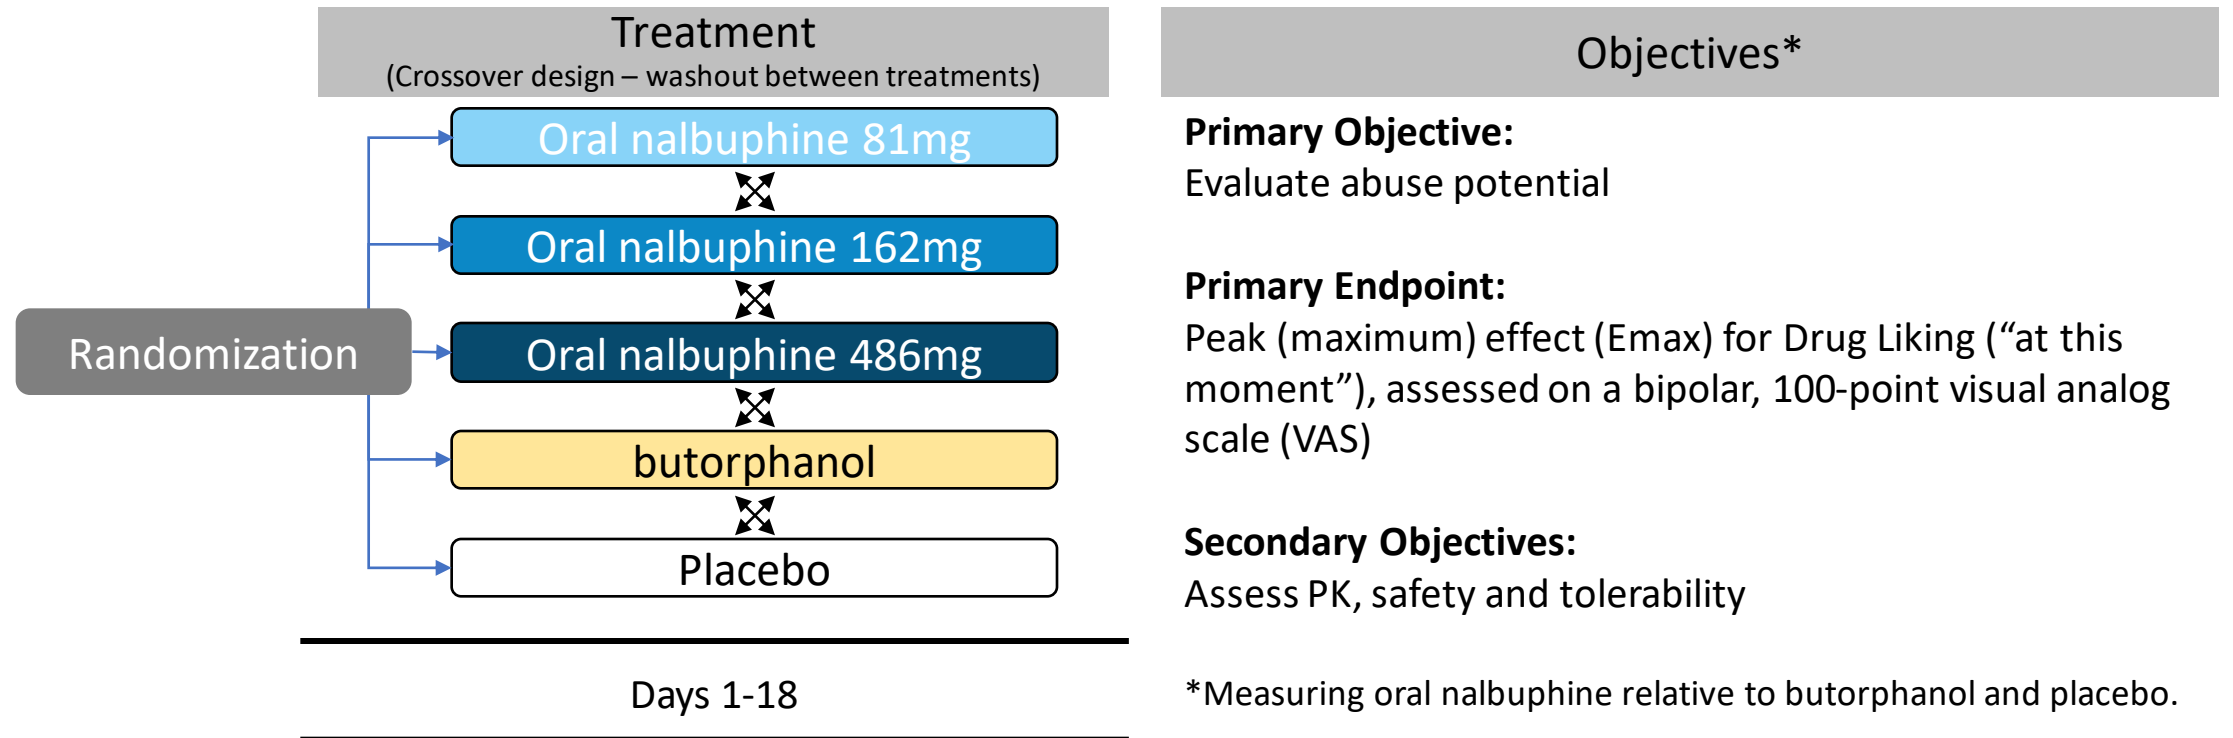 Treatment
(Crossover design – washout between treatments)
Oral nalbuphine 81mg
Oral nalbuphine 162mg
Randomization
Oral nalbuphine 486mg
butorphanol
Placebo
Days 1-18
Objectives*
Primary Objective:
Evaluate abuse potential
Primary Endpoint:
Peak (maximum) effect (Emax) for Drug Liking (“at this
moment”), assessed on a bipolar, 100-point visual analog
scale (VAS)
Secondary Objectives:
Assess PK, safety and tolerability
*Measuring oral nalbuphine relative to butorphanol and placebo.